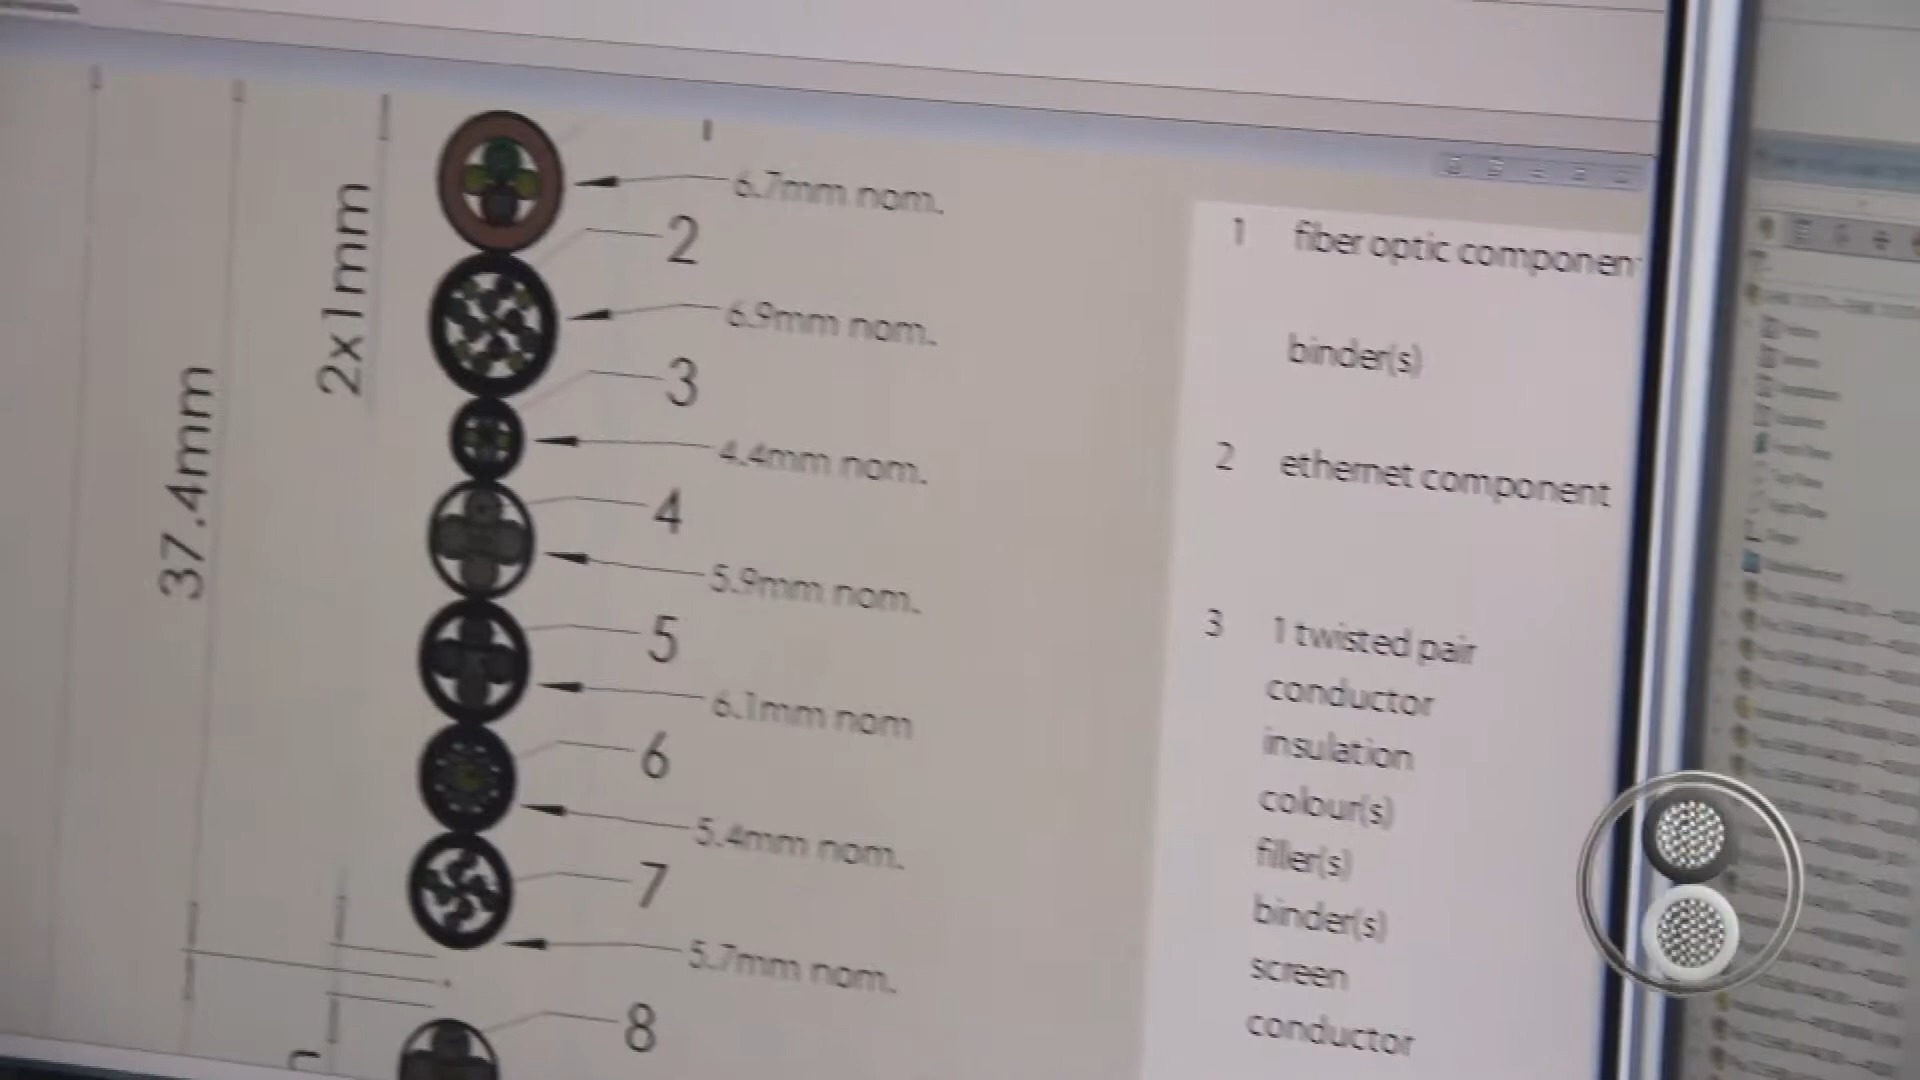 6.7mm nom.
2
6.9mm nom.
3
4.4mm nom.
4
5.9mm nom.
5
6.1mm nom
6
5.4mm nom.
7
5.7mm nom.
8
2x1mm
37.4mm
1 fiber optic componen
binder(s)
2 ethernet component
3 1 twisted pair
conductor
insulation
colour(s)
filler(s)
binder(s)
screen
conductor